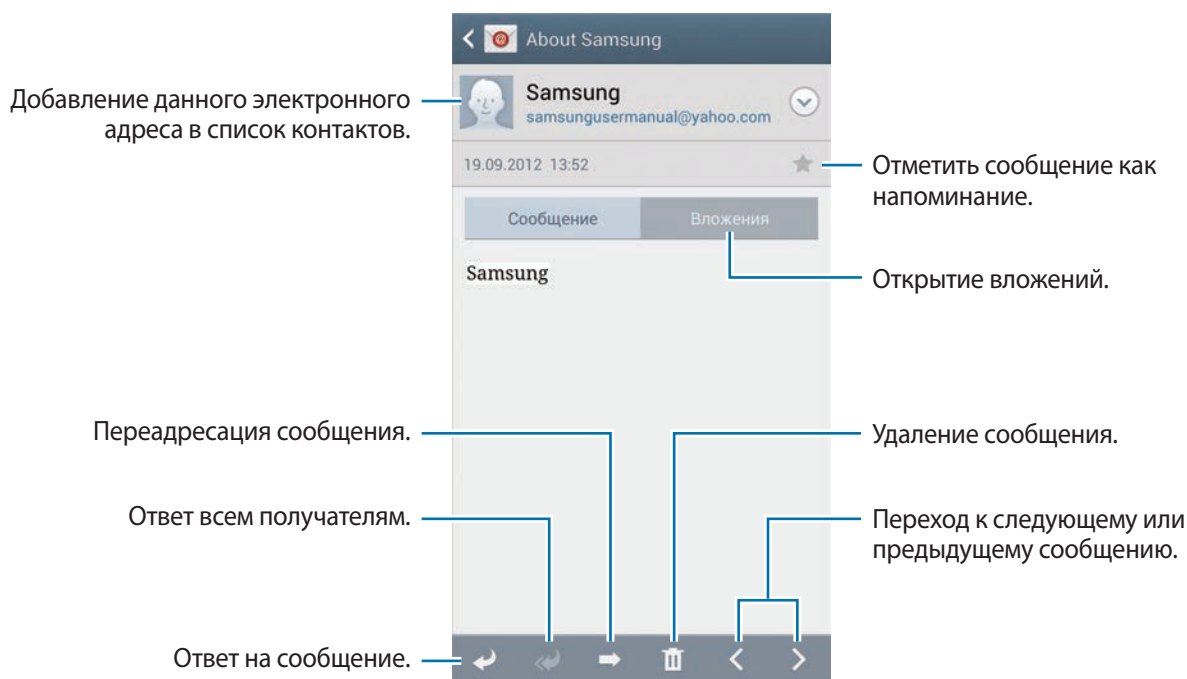 About Samsung
Добавление данного электронного
адреса в список контактов.
Samsung
samsungusermanual@yahoo.com
19.09.2012 13:52
Отметить сообщение как
напоминание.
Сообщение
Вложения
Samsung
Открытие вложений.
Переадресация сообщения.
Удаление сообщения.
Ответ всем получателям.
Переход к следующему или
предыдущему сообщению.
Ответ на сообщение.